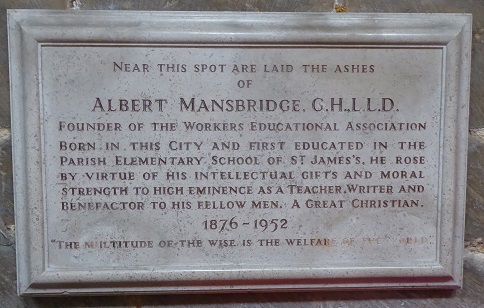 Near this spot are laid the ashes
of
Albert Mansbridge. C.H., L.L.D.
Founder of the Workers Educational Association
Born in this City and first educated in the
Parish Elementary School of St James's. He rose
by virtue of his intellectual gifts and moral
strength to high eminence as a Teacher, Writer and
Benefactor to his fellow men. A Great Christian.
1876-1952
"The multitude of the wise is the welfare of the world"